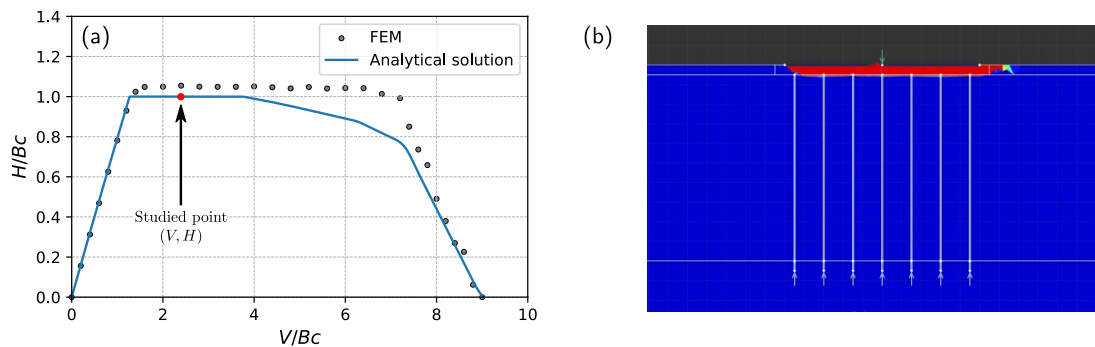 (a)
FEM
Analytical solution
1.4
1.2
1.0
0.8
0.6
0.4
0.2
0.0
H/Bc
Studied point
(V, H)
0
2
4
6
8
10
V/Bc
(b)